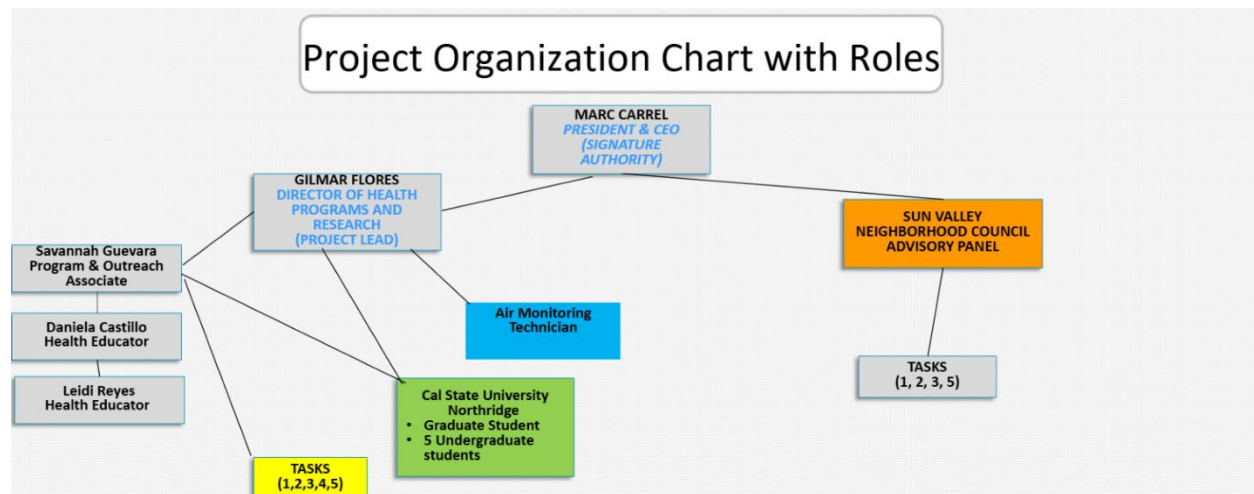 Project Organization Chart with Roles
MARC CARREL
PRESIDENT & CEO
(SIGNATURE
AUTHORITY)
GILMAR FLORES
DIRECTOR OF HEALTH
PROGRAMS AND
RESEARCH
(PROJECT LEAD)
SUN VALLEY
NEIGHBORHOOD COUNCIL
ADVISORY PANEL
Savannah Guevara
Program & Outreach
Associate
Air Monitoring
Technician
Daniela Castillo
Health Educator
TASKS
(1, 2, 3, 5)
Leidi Reyes
Health Educator
Cal State University
Northridge
• Graduate Student
• 5 Undergraduate
students
TASKS
(1,2,3,4,5)